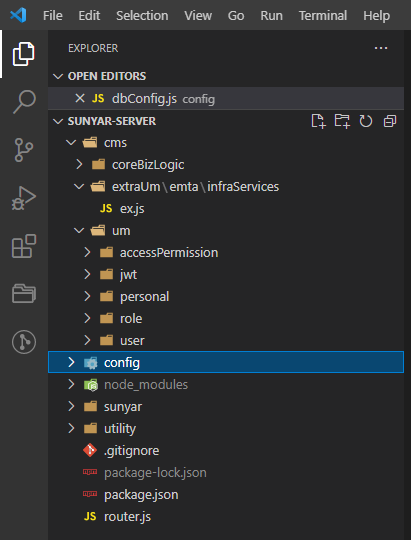 File Edit Selection View Go Run Terminal Help
EXPLORER
OPEN EDITORS
JS dbConfig.js config
SUNYAR-SERVER
cms
coreBizLogic
extraUm\emta\infraServices
JS ex.js
um
accessPermission
jwt
personal
role
user
config
node_modules
sunyar
utility
.gitignore
package-lock.json
package.json
JS router.js